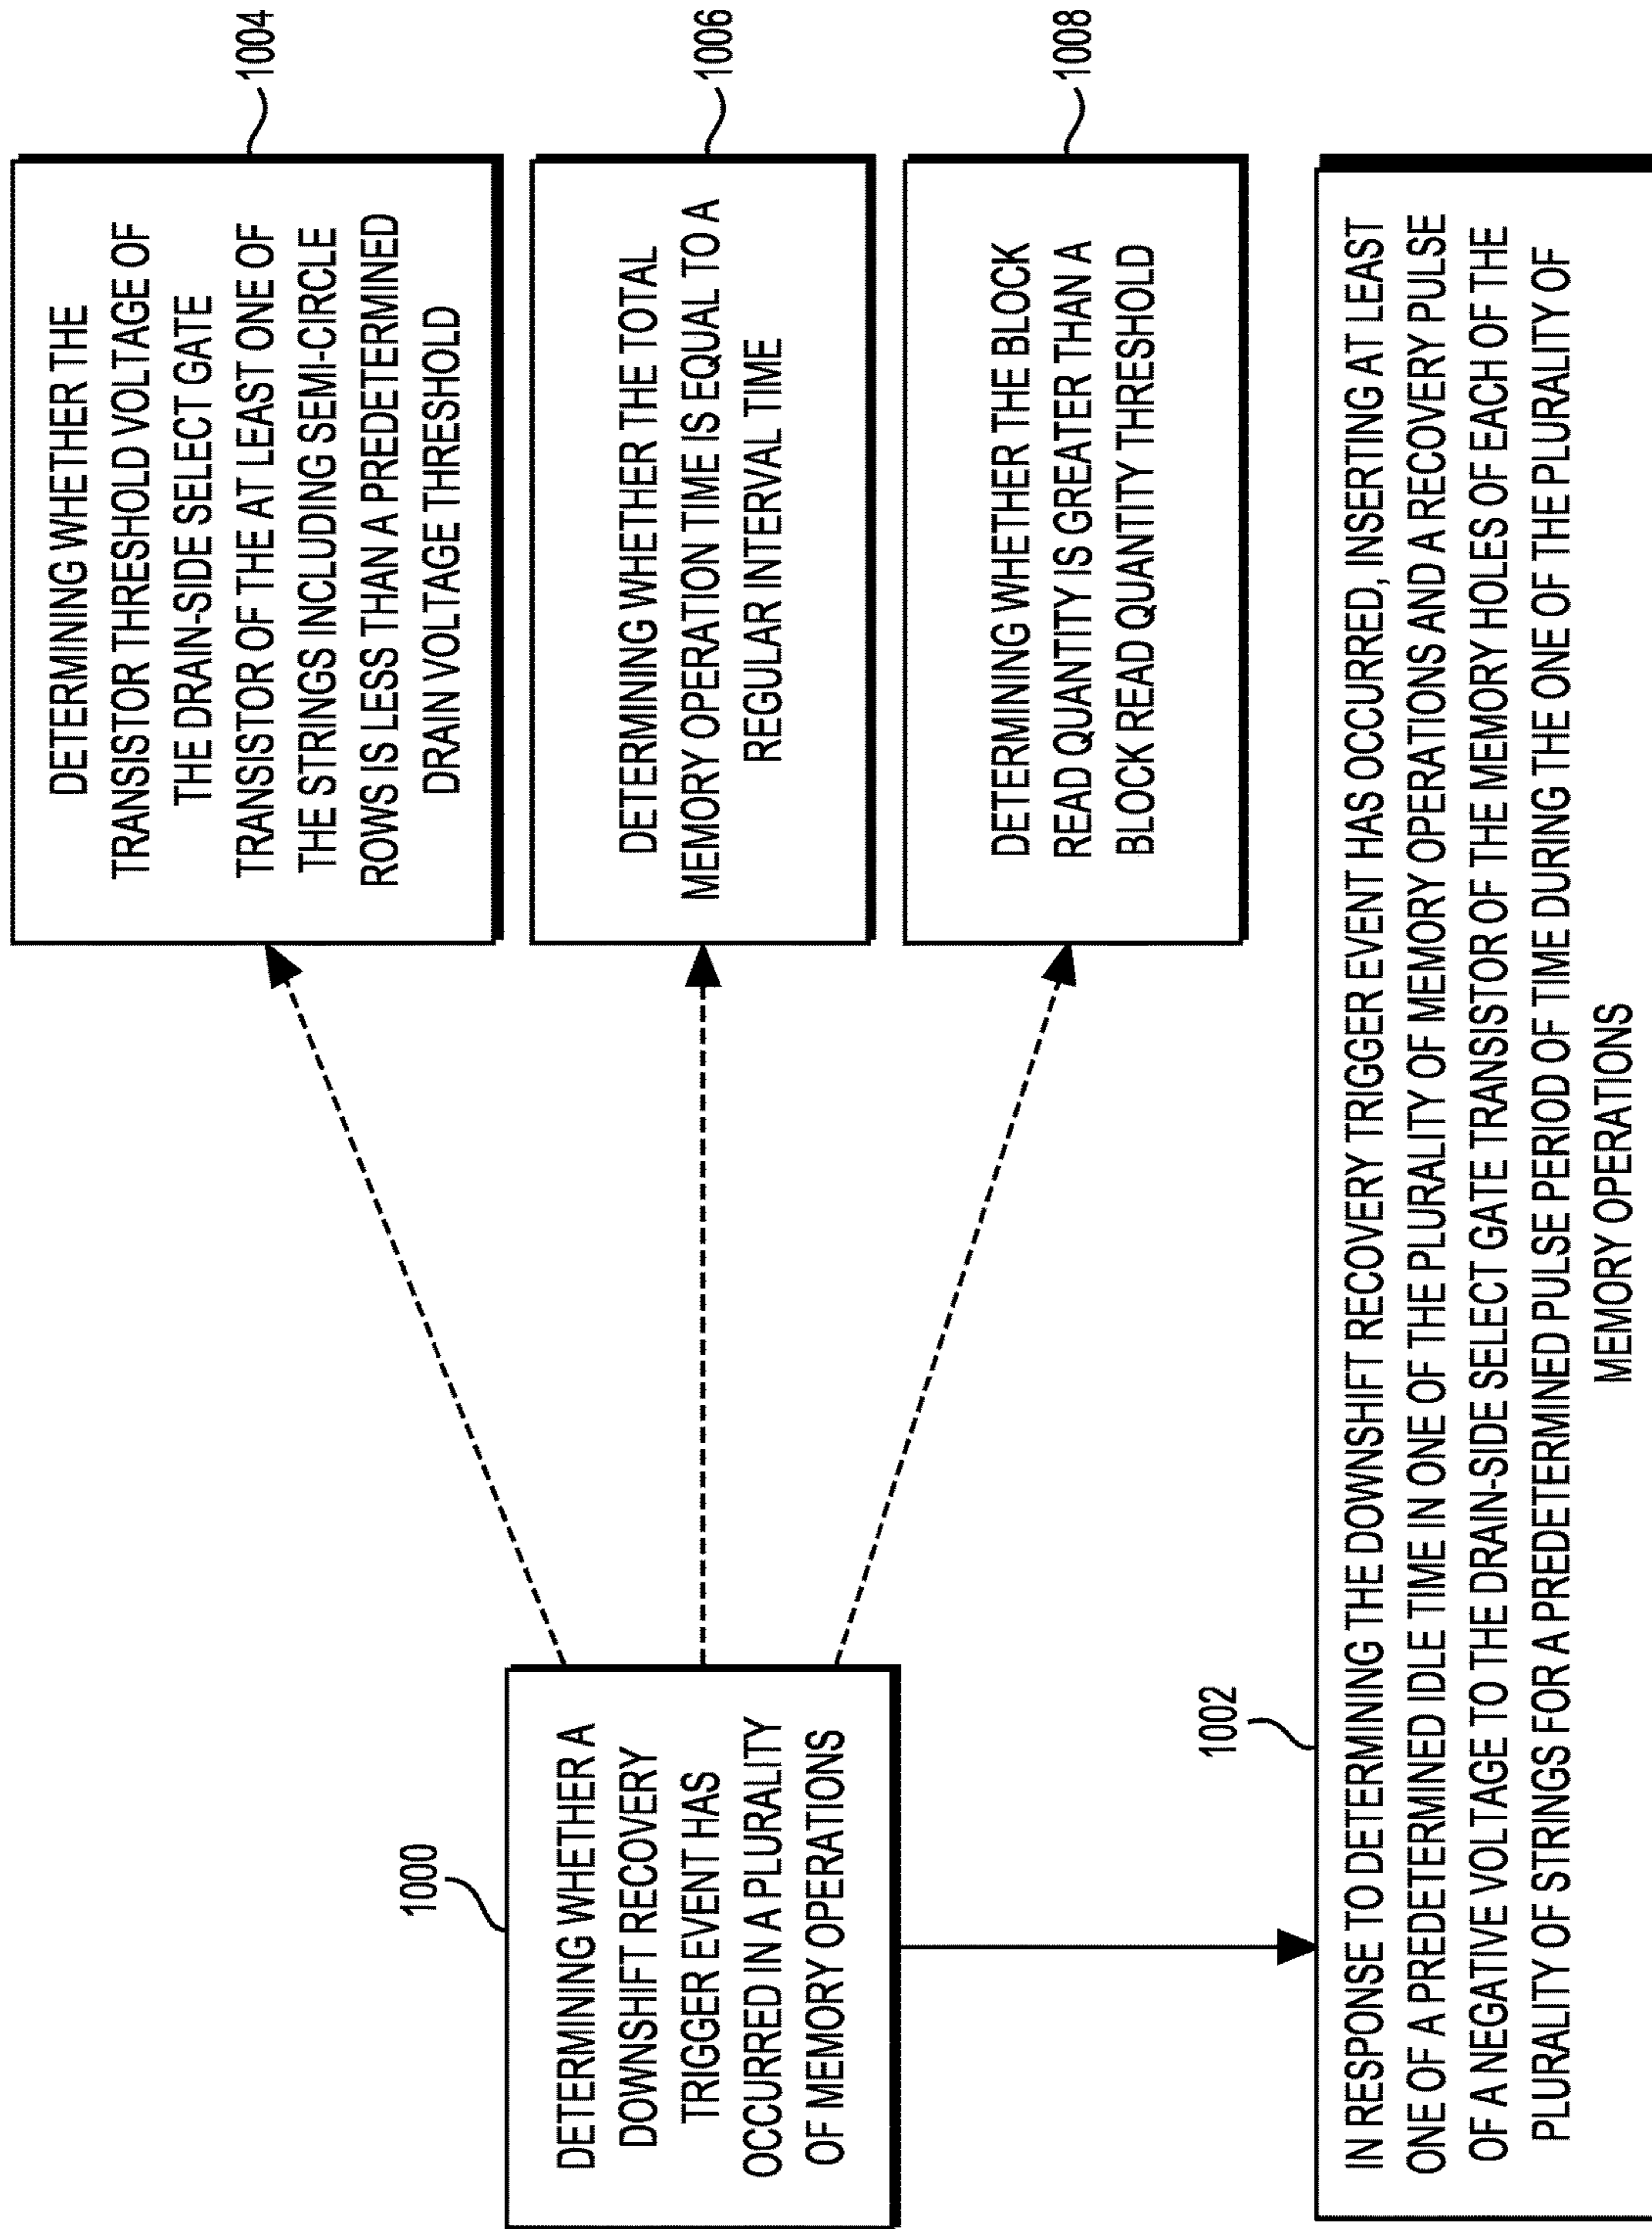 1000
DETERMINING WHETHER A
DOWNSHIFT RECOVERY
TRIGGER EVENT HAS
OCCURRED IN A PLURALITY
OF MEMORY OPERATIONS
DETERMINING WHETHER THE
TRANSISTOR THRESHOLD VOLTAGE OF
THE DRAIN-SIDE SELECT GATE
TRANSISTOR OF THE AT LEAST ONE OF
THE STRINGS INCLUDING SEMI-CIRCLE
ROWS IS LESS THAN A PREDETERMINED
DRAIN VOLTAGE THRESHOLD
1004
DETERMINING WHETHER THE TOTAL
MEMORY OPERATION TIME IS EQUAL TO A
REGULAR INTERVAL TIME
1006
DETERMINING WHETHER THE BLOCK
READ QUANTITY IS GREATER THAN A
BLOCK READ QUANTITY THRESHOLD
1008
1002
IN RESPONSE TO DETERMINING THE DOWNSHIFT RECOVERY TRIGGER EVENT HAS OCCURRED, INSERTING AT LEAST
ONE OF A PREDETERMINED IDLE TIME IN ONE OF THE PLURALITY OF MEMORY OPERATIONS AND A RECOVERY PULSE
OF A NEGATIVE VOLTAGE TO THE DRAIN-SIDE SELECT GATE TRANSISTOR OF THE MEMORY HOLES OF EACH OF THE
PLURALITY OF STRINGS FOR A PREDETERMINED PULSE PERIOD OF TIME DURING THE ONE OF THE PLURALITY OF
MEMORY OPERATIONS